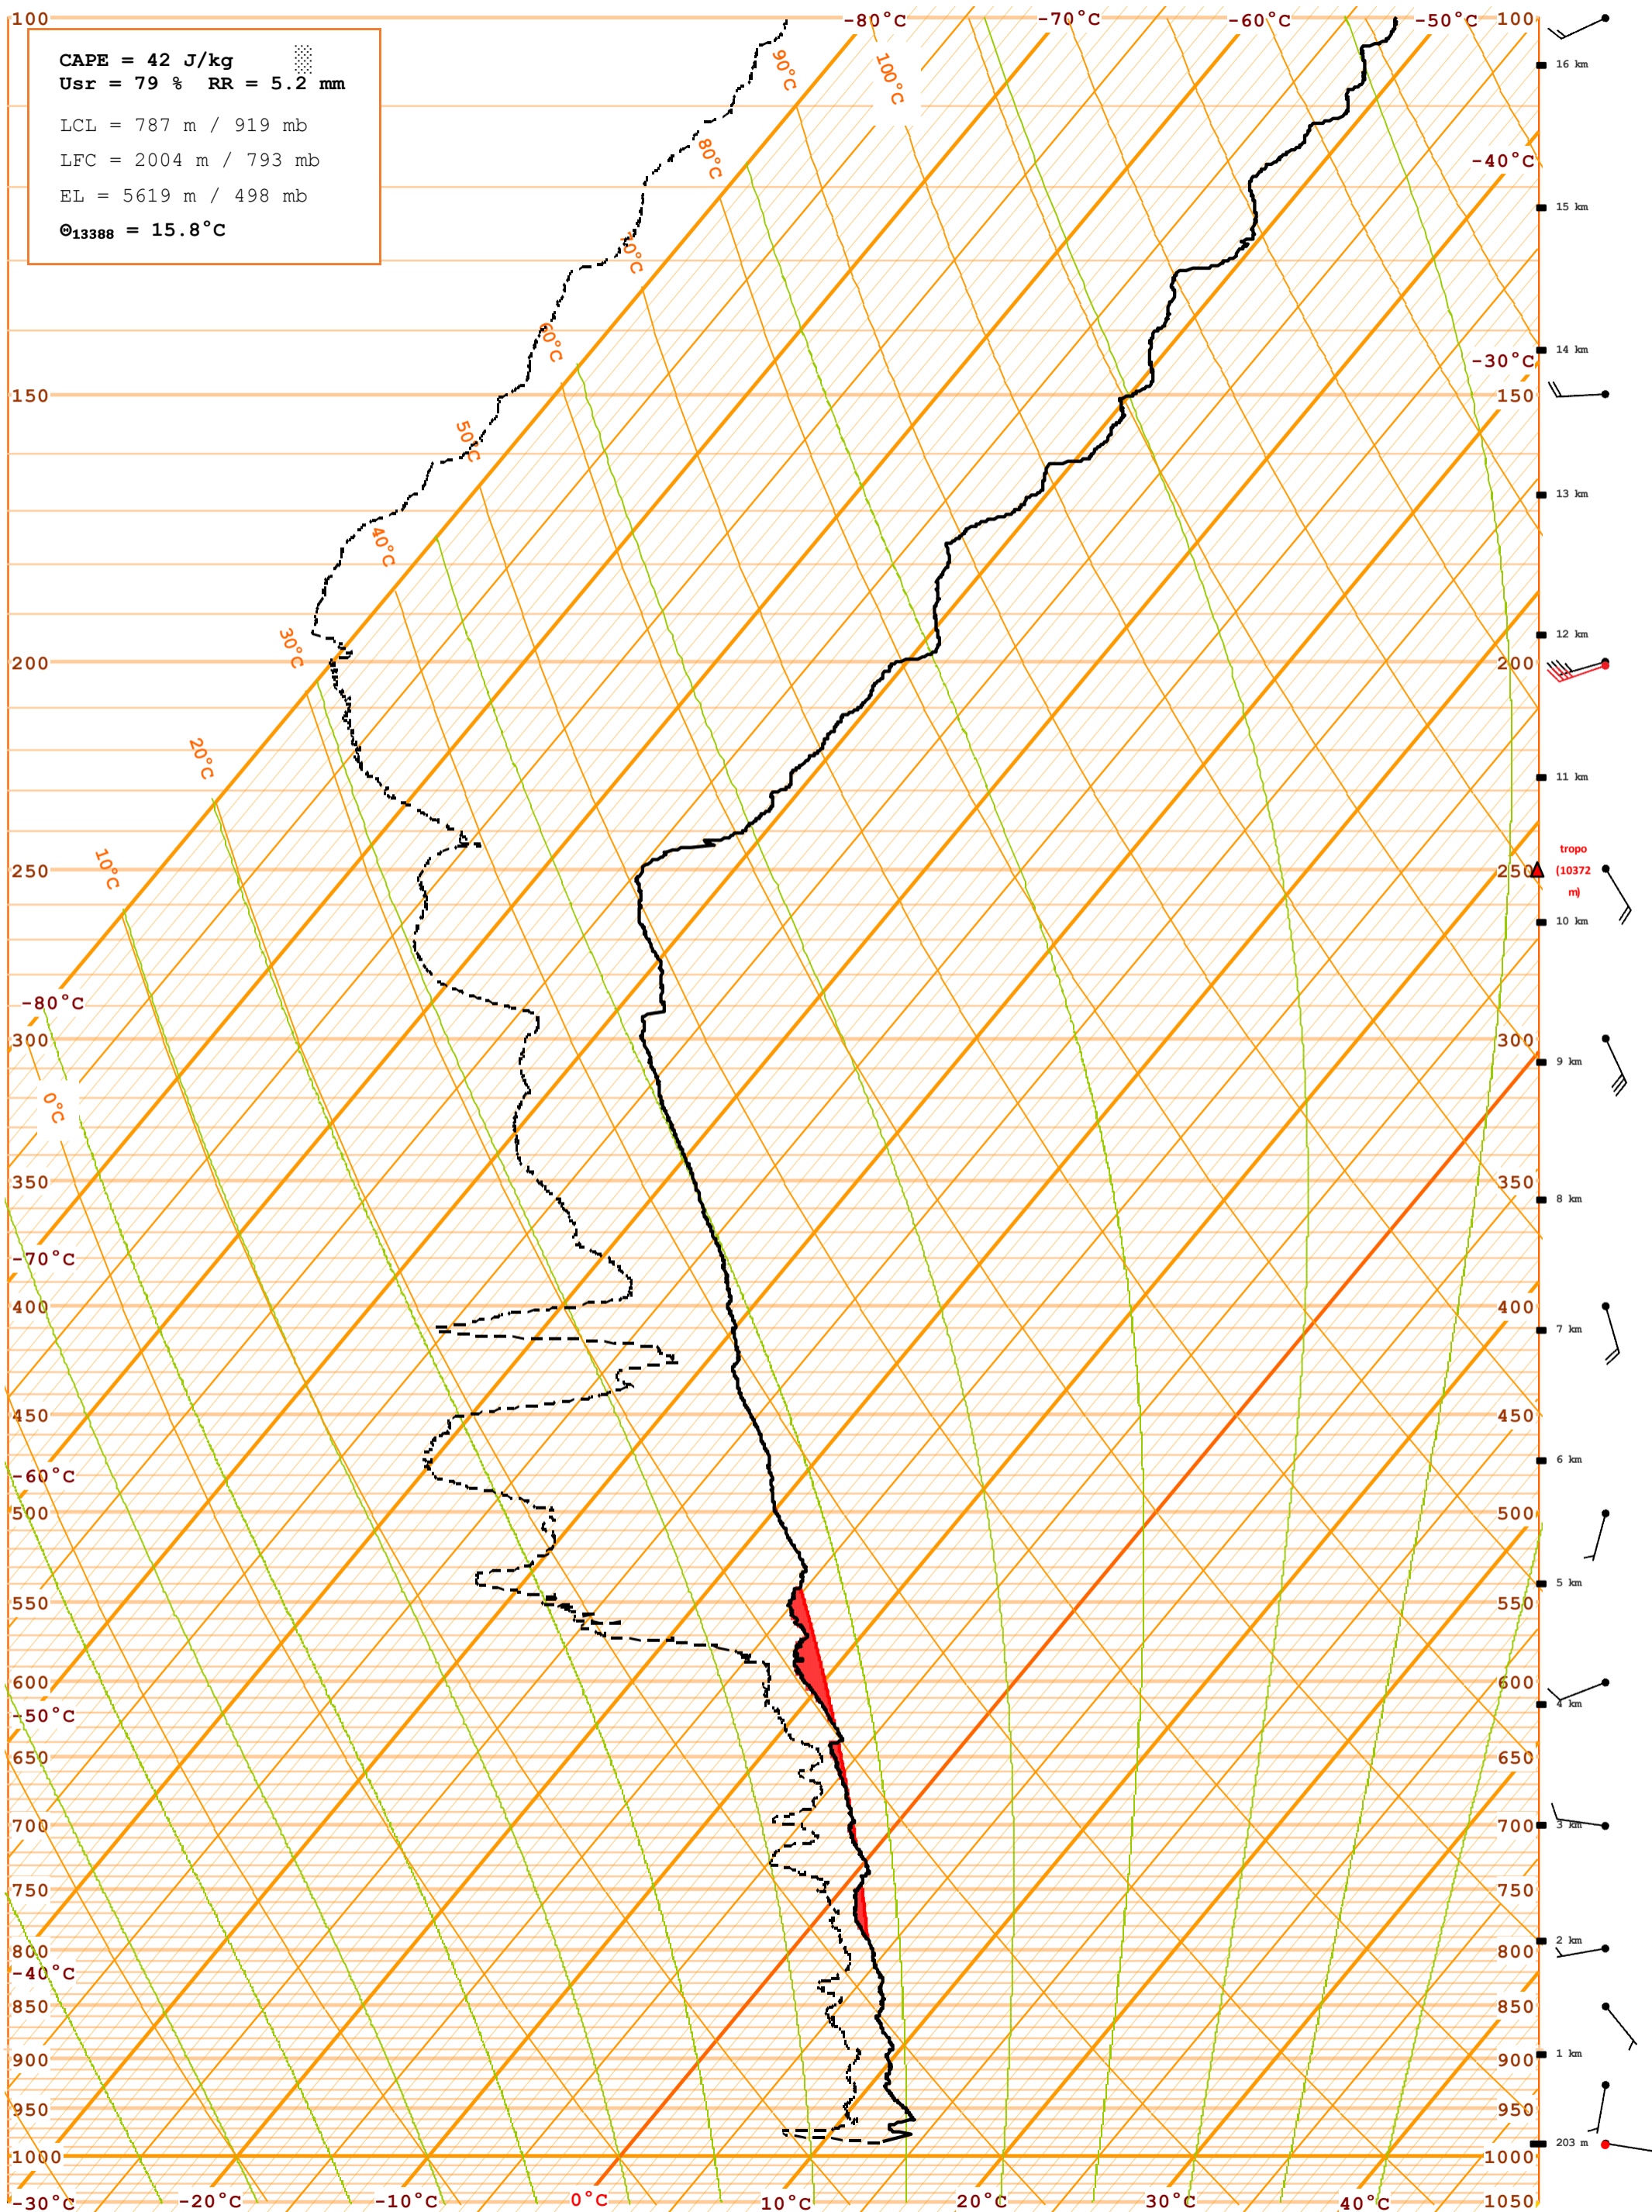 100 -80°C -70°C -60°C -50°C 100
CAPE = 42 J/kg
Usr = 79 % RR = 5.2 mm
LCL = 787 m / 919 mb
LFC = 2004 m / 793 mb
EL = 5619 m / 498 mb
Θ13388 = 15.8°C
90°C 100°C
16 km
80°C -40°C
15 km
70°C
60°C 14 km
-30°C
150 150
50°C
13 km
40°C
30°C 12 km
200 200
20°C 11 km
10°C tropo
250 250 (10372
m)
10 km
-80°C
300 300
9 km
0°C
350 350
8 km
-70°C
400 400
7 km
450 450
6 km
-60°C
500 500
5 km
550 550
600 600
4 km
-50°C
650 650
700 700 3 km
750 750
2 km
800 800
-40°C
850 850
1 km
900 900
950 950
203 m
1000 1000
-30°C -20°C -10°C 0°C 10°C 20°C 30°C 40°C 1050